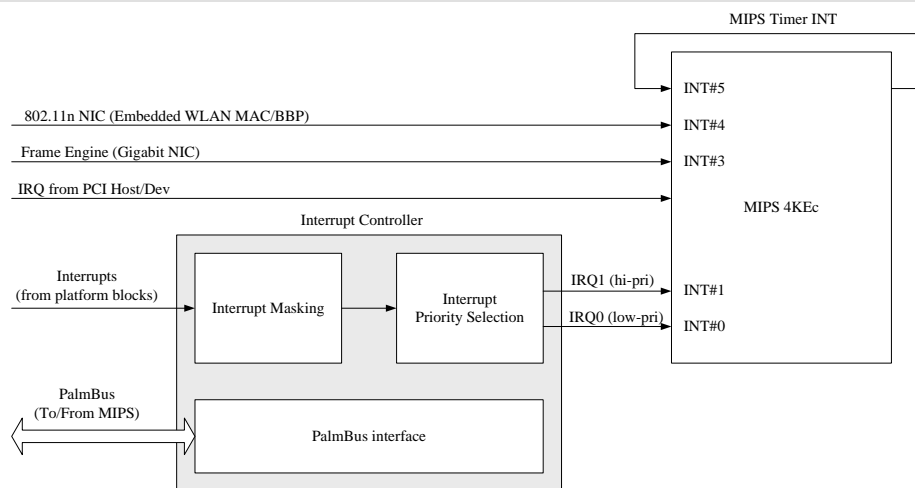 MIPS Timer INT
INT#5
802.11n NIC (Embedded WLAN MAC/BBP)
INT#4
Frame Engine (Gigabit NIC)
INT#3
IRQ from PCI Host/Dev
MIPS 4KEc
Interrupt Controller
Interrupts
(from platform blocks)
Interrupt Masking
Interrupt
Priority Selection
IRQ1 (hi-pri)
INT#1
IRQ0 (low-pri)
INT#0
PalmBus
(To/From MIPS)
PalmBus interface